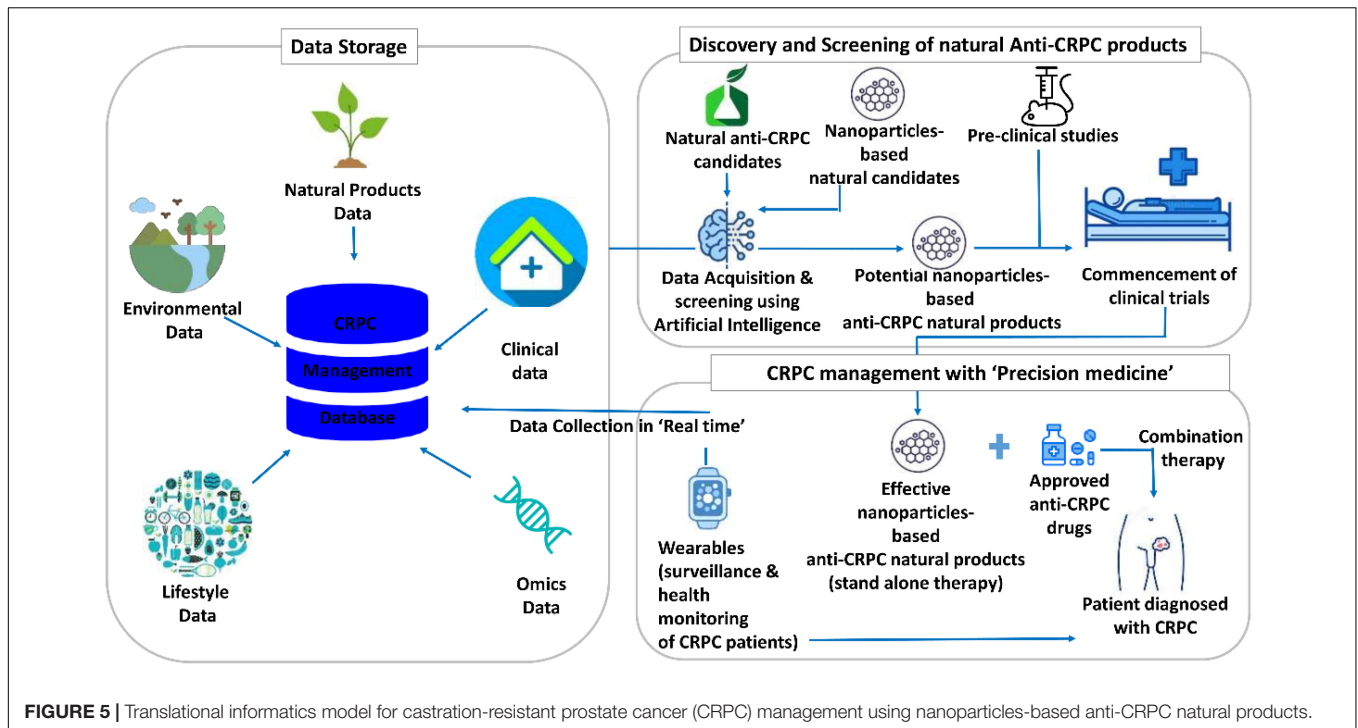 Data Storage
Natural Products
Data
Environmental
Data
CRPC
Management
Database
Clinical
data
Lifestyle
Data
Omics
Data
Discovery and Screening of natural Anti-CRPC products
Natural anti-CRPC
candidates
Nanoparticles-
based
natural candidates
Pre-clinical studies
Data Acquisition &
screening using
Artificial Intelligence
Potential nanoparticles-
based
anti-CRPC natural products
Commencement of
clinical trials
CRPC management with ‘Precision medicine’
Data Collection in ‘Real time’
Wearables
(surveillance &
health
monitoring
of CRPC patients)
Effective
nanoparticles-
based
anti-CRPC natural products
(stand alone therapy)
Approved
anti-CRPC
drugs
Combination
therapy
Patient diagnosed
with CRPC
FIGURE 5 | Translational informatics model for castration-resistant prostate cancer (CRPC) management using nanoparticles-based anti-CRPC natural products.